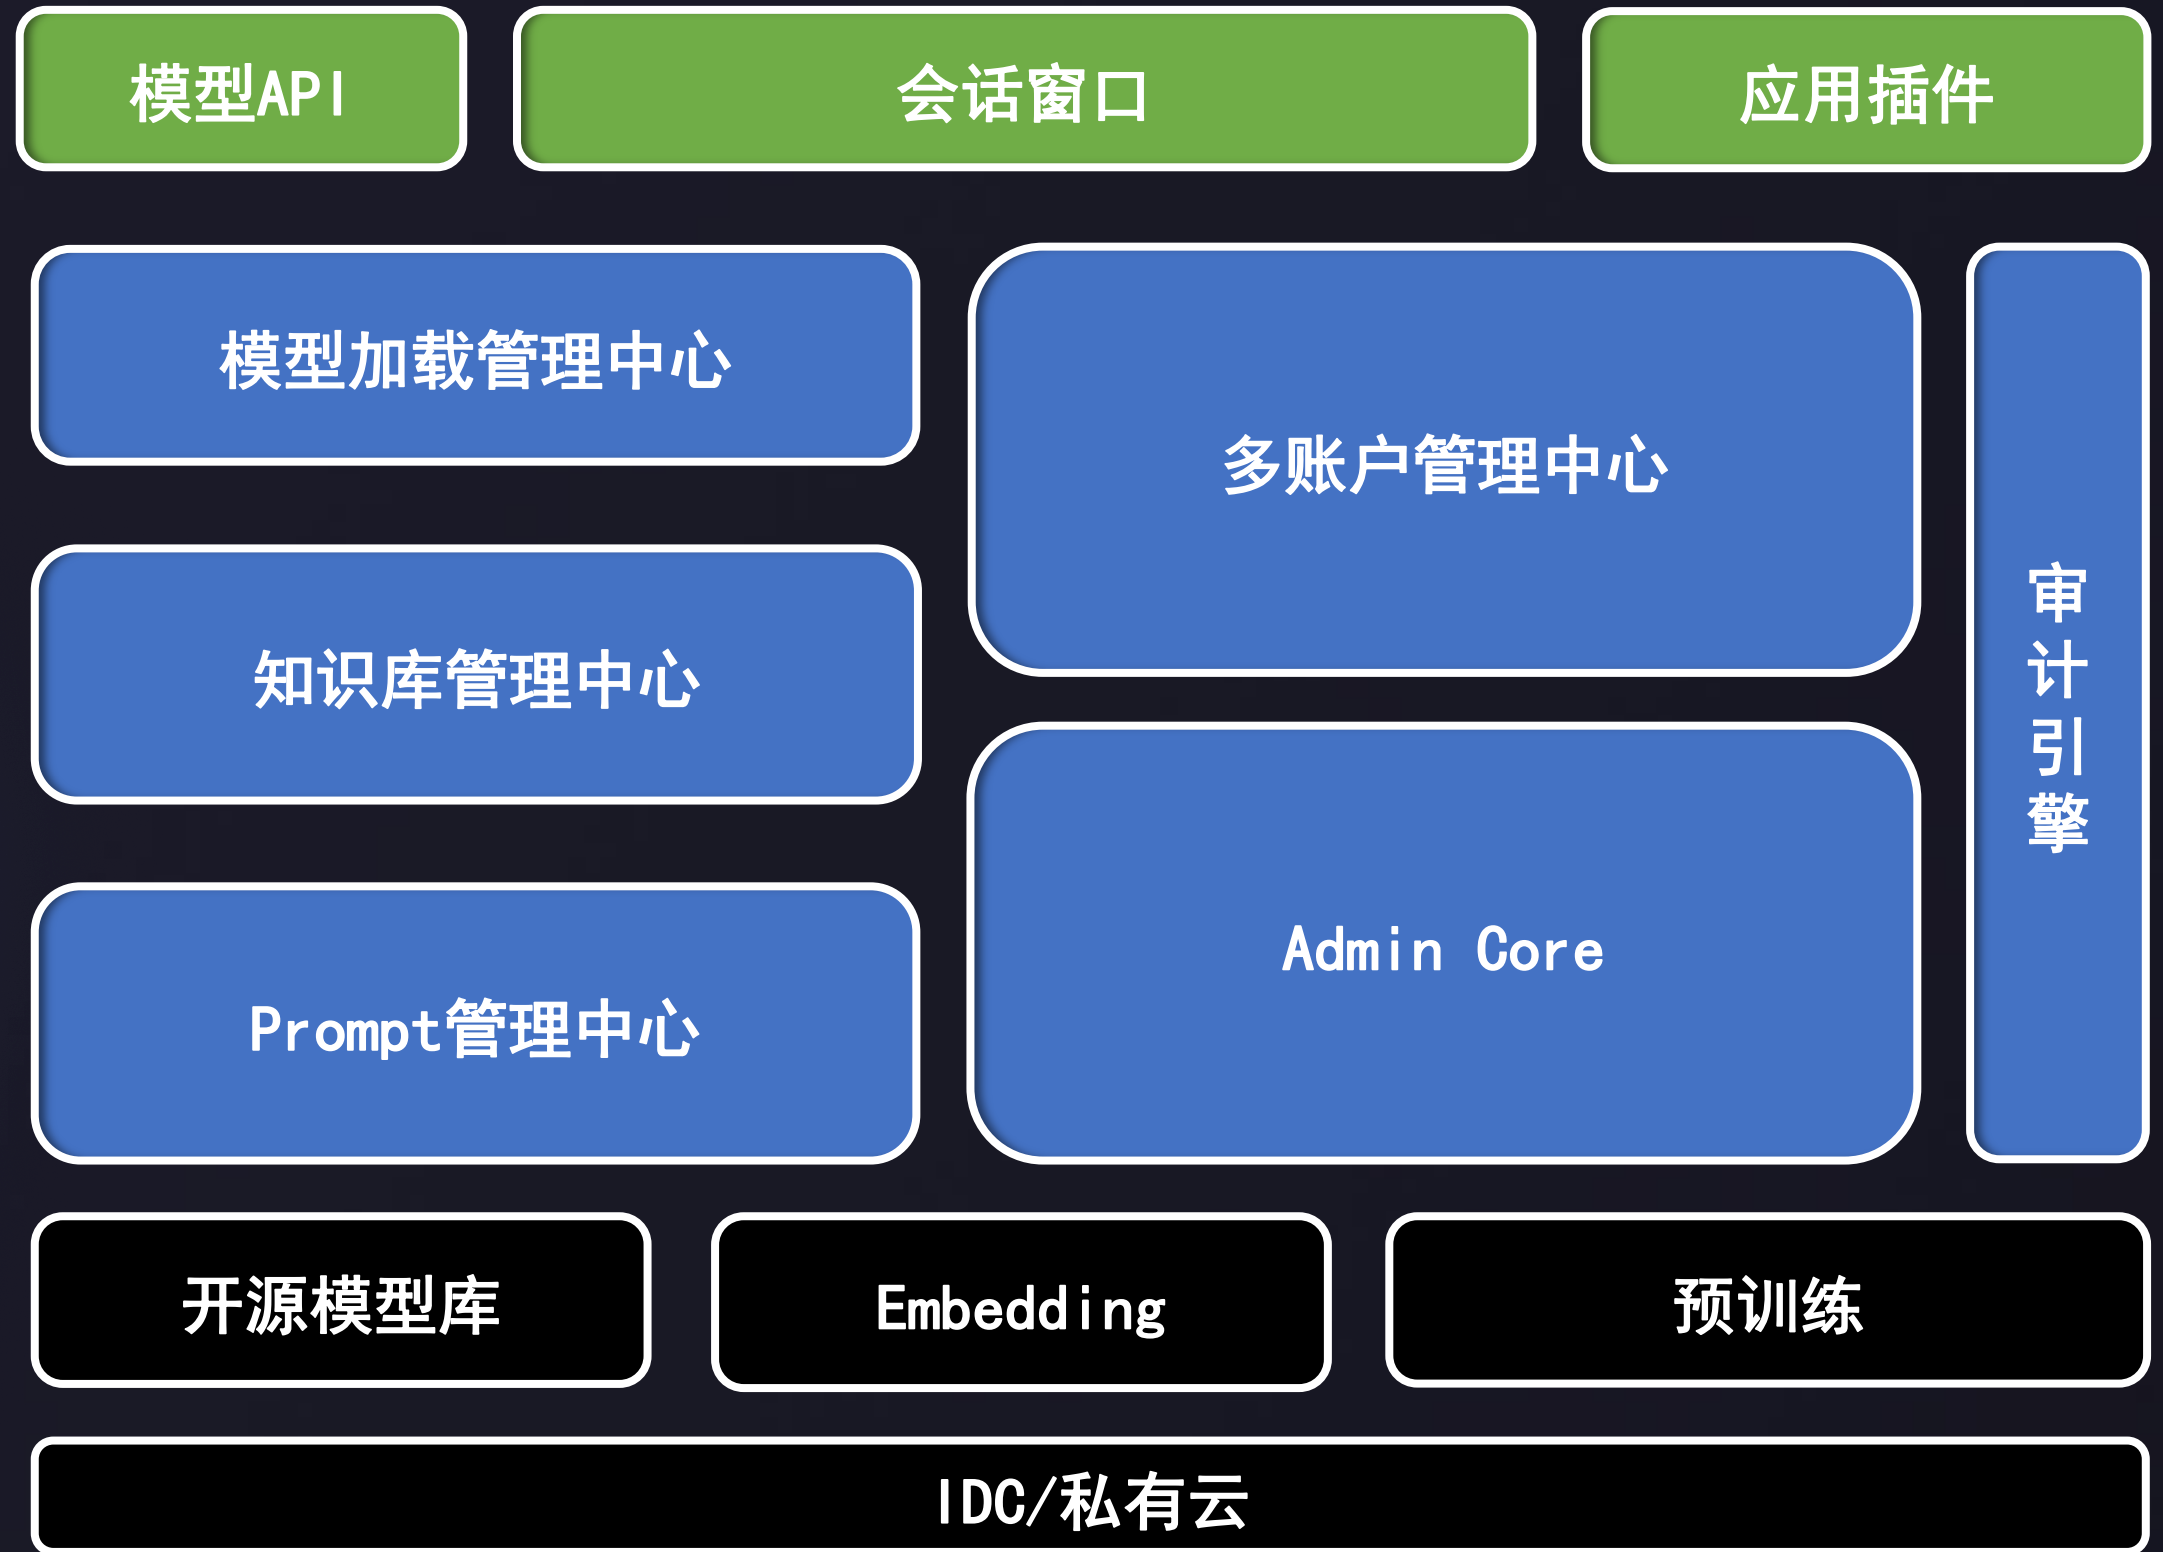 模型API
会话窗口
应用插件
模型加载管理中心
多账户管理中心
审计引擎
知识库管理中心
Admin Core
Prompt管理中心
开源模型库
Embedding
预训练
IDC/私有云